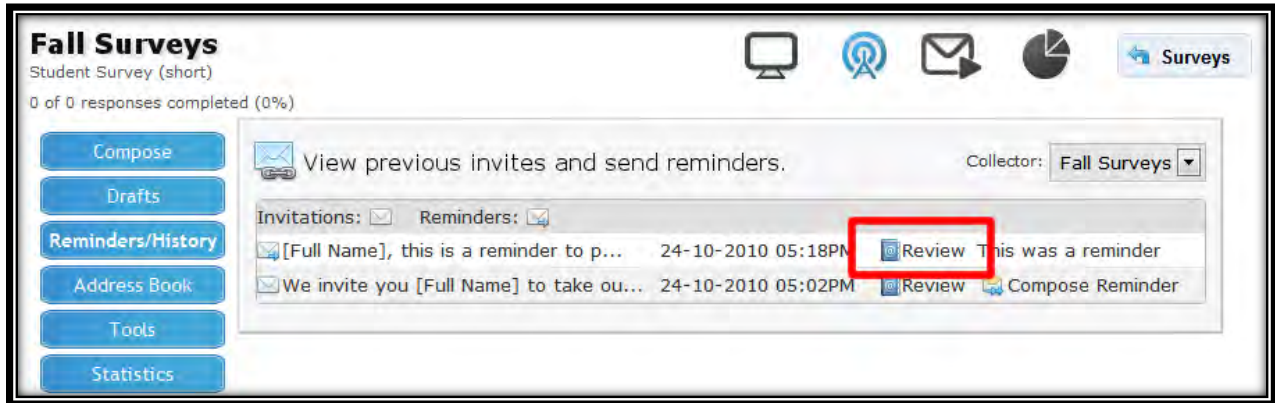 Fall Surveys
Student Survey (short)
0 of 0 responses completed (0%)
Surveys
Compose
Drafts
Reminders/History
Address Book
Tools
Statistics
View previous invites and send reminders.
Collector: Fall Surveys
Invitations: Reminders:
[Full Name], this is a reminder to p... 24-10-2010 05:18PM Review This was a reminder
We invite you [Full Name] to take ou... 24-10-2010 05:02PM Review Compose Reminder